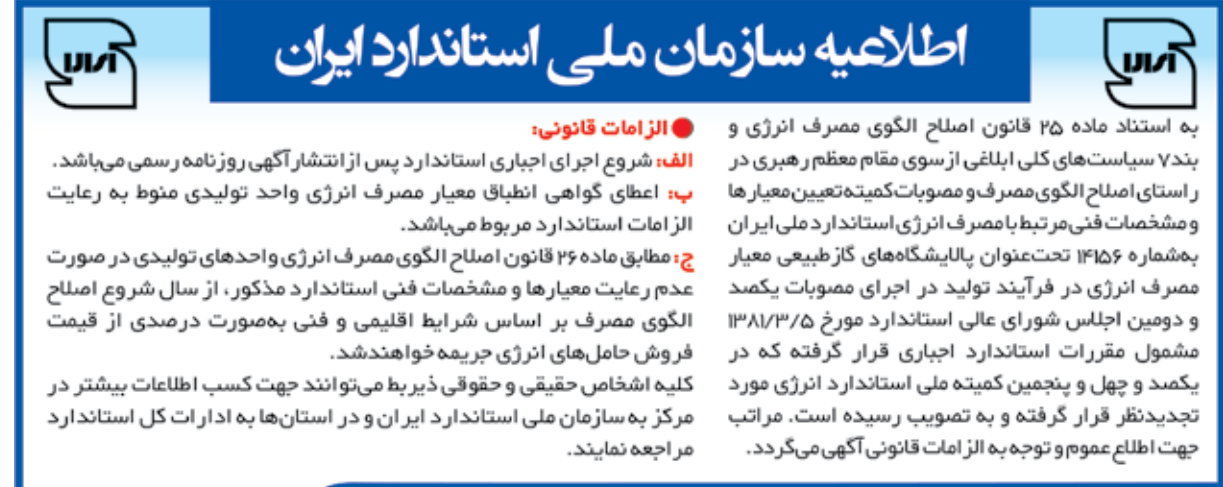 اطلاعیه سازمان ملی استاندارد ایران
به استناد ماده ۲۵ قانون اصلاح الگوی مصرف انرژی و
بند۷ سیاست‌های کلی ابلاغی از سوی مقام معظم رهبری در
راستای اصلاح الگوی مصرف و مصوبات کمیته تعیین معیارها
و مشخصات فنی مرتبط با مصرف انرژی استاندارد ملی ایران
به‌شماره ۱۴۱۵۶ تحت‌عنوان پالایشگاه‌های گاز طبیعی معیار
مصرف انرژی در فرآیند تولید در اجرای مصوبات یکصد
و دومین اجلاس شورای عالی استاندارد مورخ ۱۳۸۱/۳/۵
مشمول مقررات استاندارد اجباری قرار گرفته که در
یکصد و چهل و پنجمین کمیته ملی استاندارد انرژی مورد
تجدیدنظر قرار گرفته و به تصویب رسیده است. مراتب
جهت اطلاع عموم و توجه به الزامات قانونی آگهی می‌گردد.
الزامات قانونی:
الف: شروع اجرای اجباری استاندارد پس از انتشار آگهی روزنامه رسمی می‌باشد.
ب: اعطای گواهی انطباق معیار مصرف انرژی واحد تولیدی منوط به رعایت
الزامات استاندارد مربوط می‌باشد.
ج: مطابق ماده ۲۶ قانون اصلاح الگوی مصرف انرژی واحدهای تولیدی در صورت
عدم رعایت معیارها و مشخصات فنی استاندارد مذکور، از سال شروع اصلاح
الگوی مصرف بر اساس شرایط اقلیمی و فنی به‌صورت درصدی از قیمت
فروش حامل‌های انرژی جریمه خواهندشد.
کلیه اشخاص حقیقی و حقوقی ذیربط می‌توانند جهت کسب اطلاعات بیشتر در
مرکز به سازمان ملی استاندارد ایران و در استان‌ها به ادارات کل استاندارد
مراجعه نمایند.